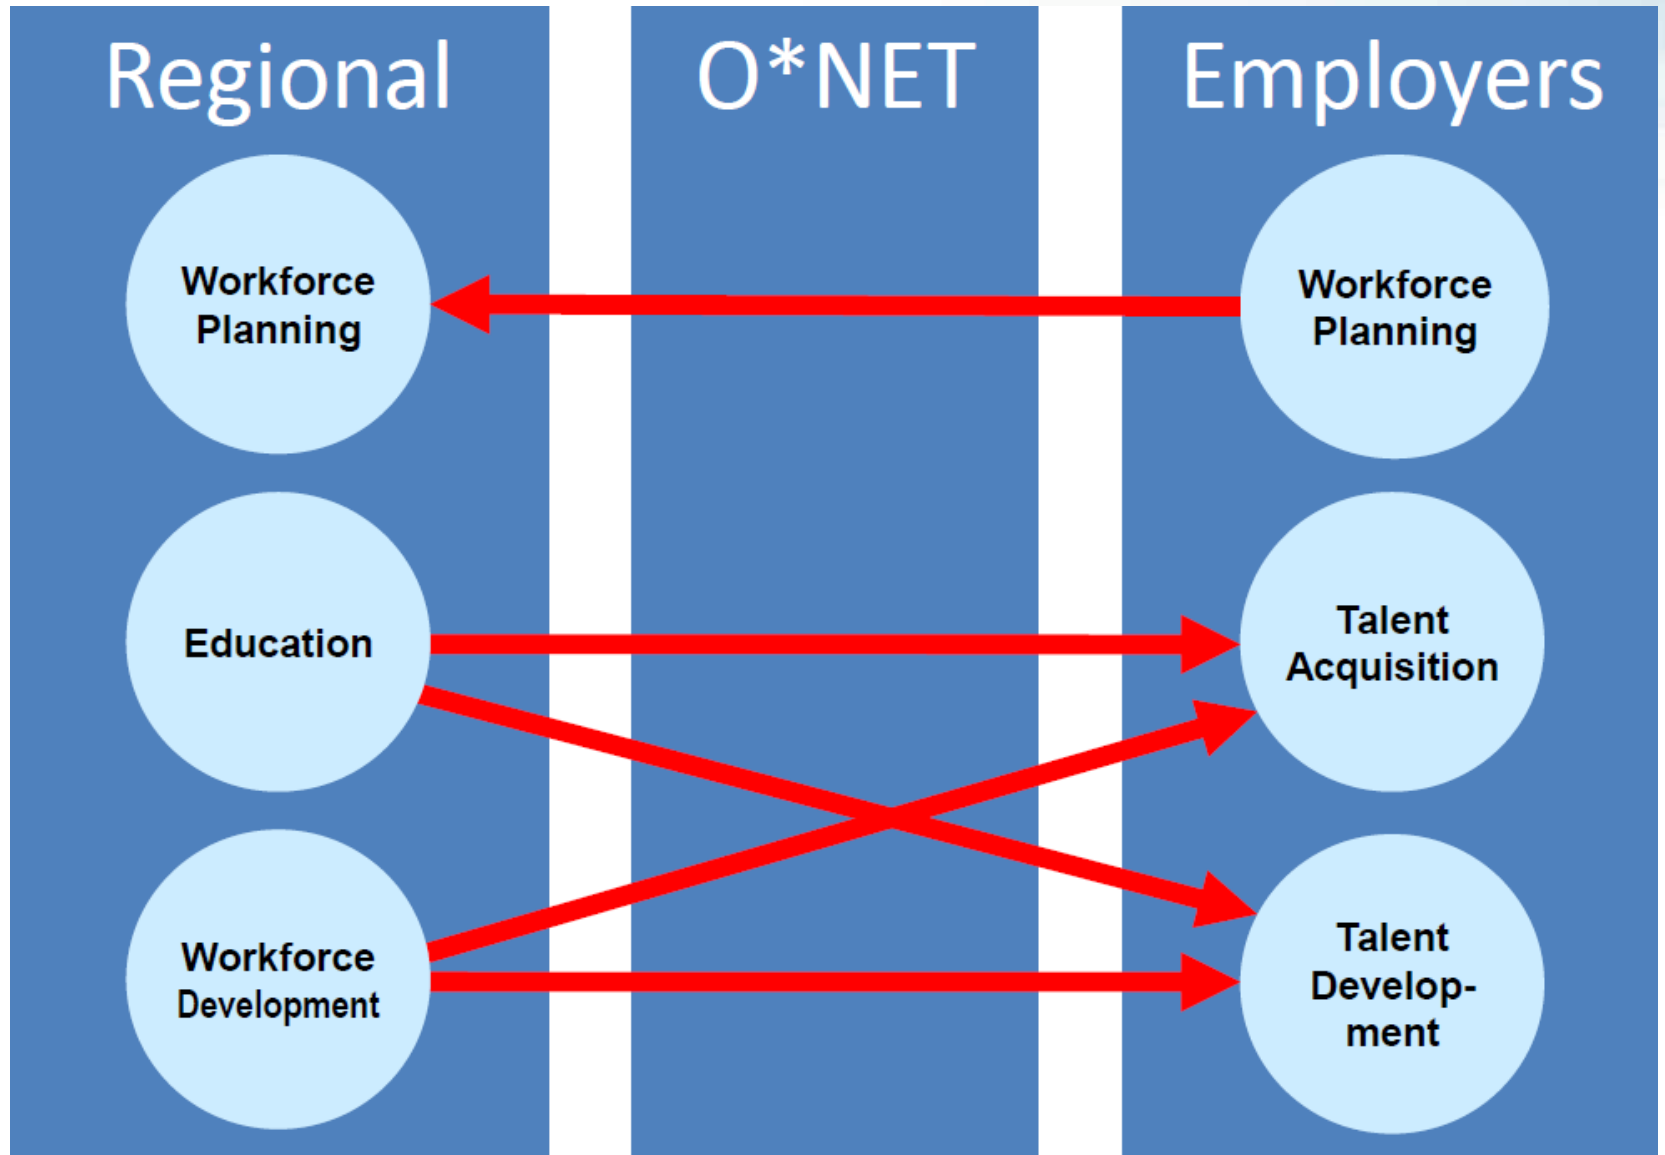 Regional
O*NET
Employers
Workforce
Planning
Workforce
Planning
Education
Talent
Acquisition
Workforce
Development
Talent
Develop-
ment